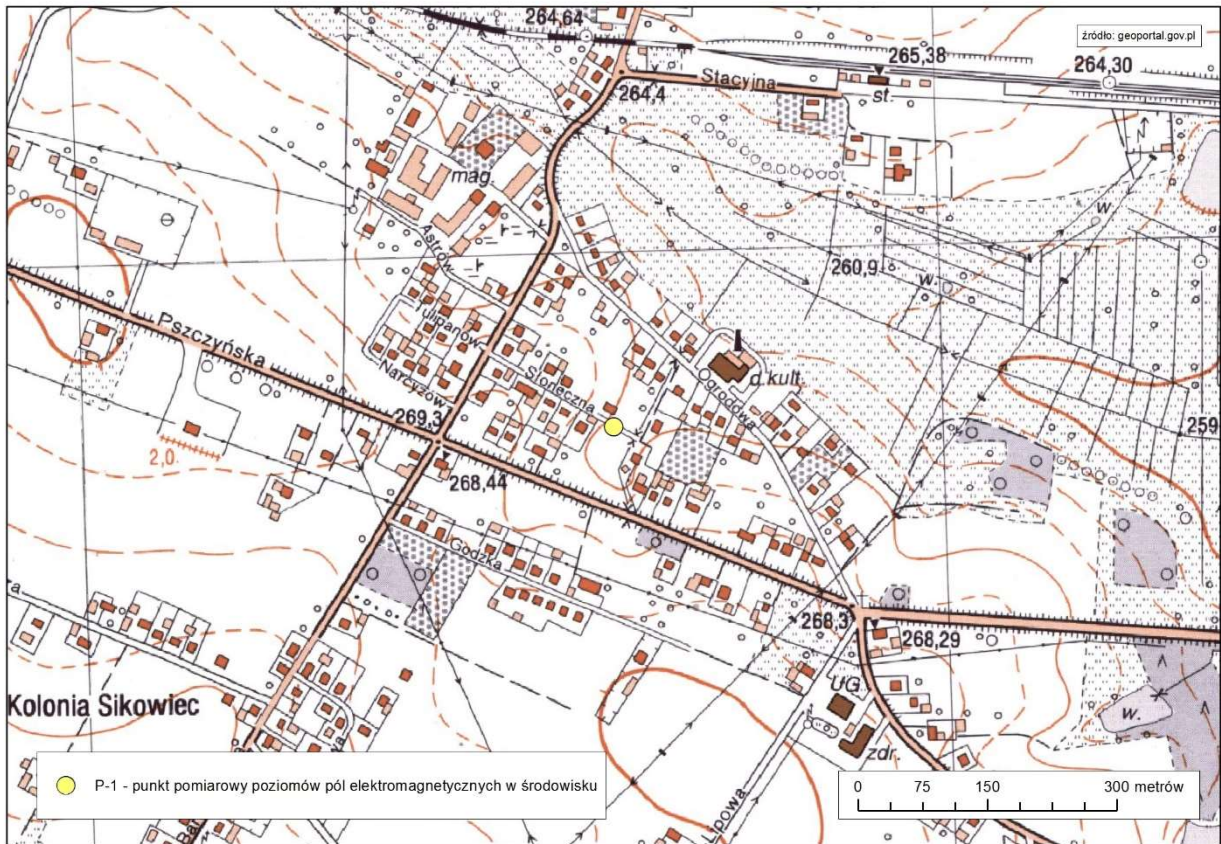 264,64
źródło: geoportal.gov.pl
265,38
264,30
Stacyjna
264,4
st.
mag.
Astrów
w.
260,9
w.
Tulipanów
Pszczyńska
Słoneczna
d.kult.
Narcyzów
Ogrodowa
269,3
259
2,0
268,44
Godzka
268,3
268,29
a
UG
Kolonia Sikowiec
w.
zdr.
Lipowa
P-1 - punkt pomiarowy poziomów pól elektromagnetycznych w środowisku
0 75 150 300 metrów